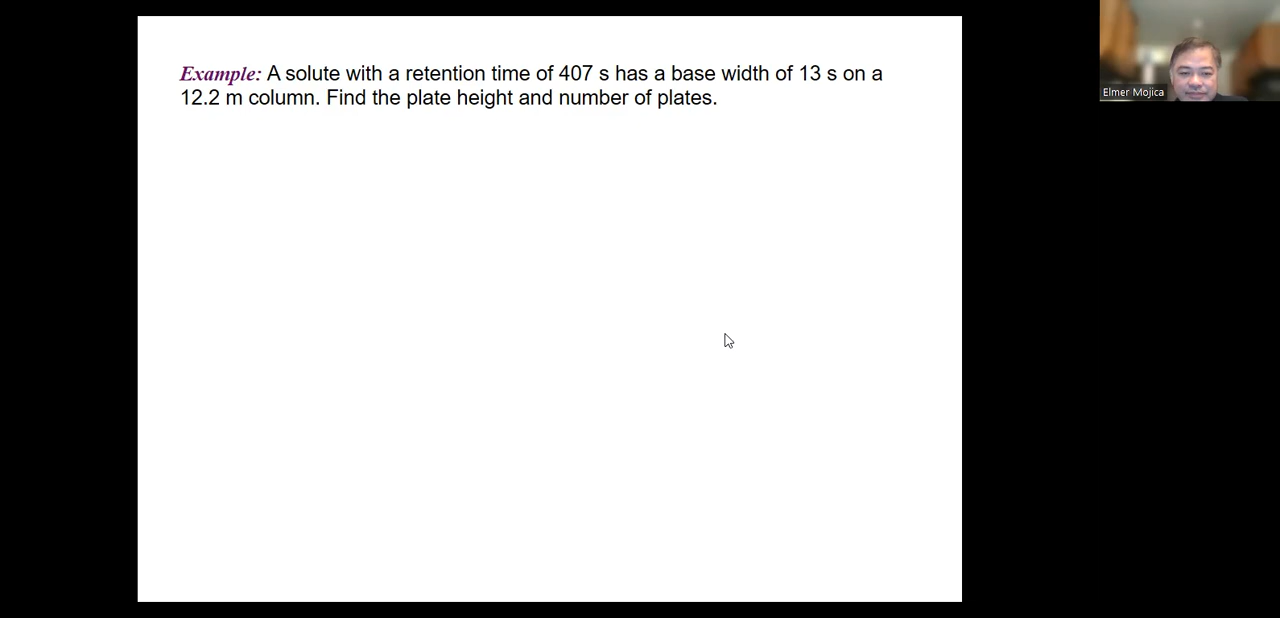 Example: A solute with a retention time of 407 s has a base width of 13 s on a
12.2 m column. Find the plate height and number of plates.
Elmer Mojica